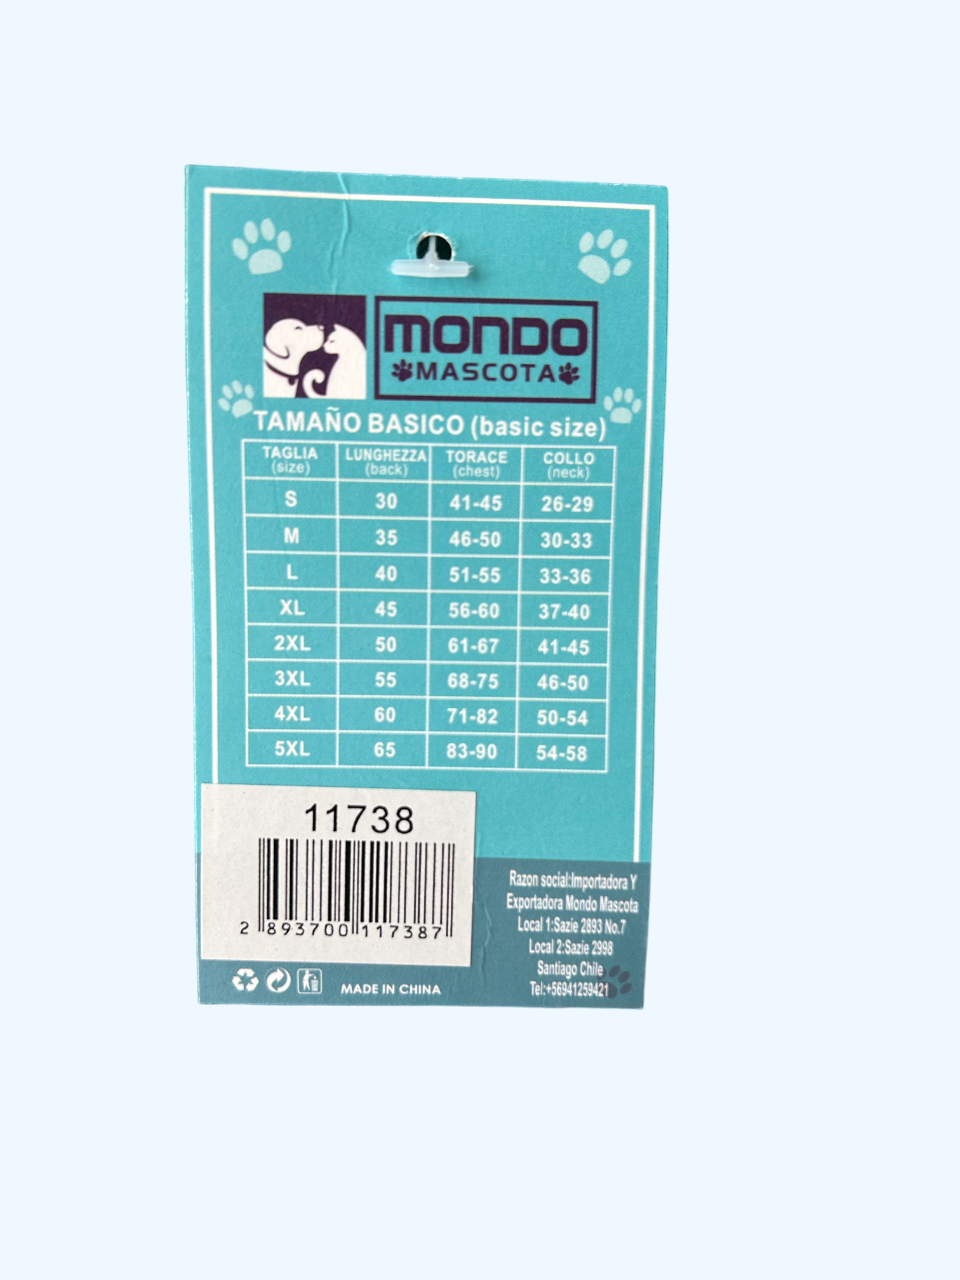 MONDO
MASCOTA
TAMAÑO BASICO (basic size)
TAGLIA LUNGHEZZA TORACE COLLO
(size) (back) (chest) (neck)
S 30 41-45 26-29
M 35 46-50 30-33
L 40 51-55 33-36
XL 45 56-60 37-40
2XL 50 61-67 41-45
3XL 55 68-75 46-50
4XL 60 71-82 50-54
5XL 65 83-90 54-58
11738
2 893700 117387
MADE IN CHINA
Razon social:Importadora Y
Exportadora Mondo Mascota
Local 1:Sazie 2893 No.7
Local 2:Sazie 2998
Santiago Chile
Tel:+56941259421